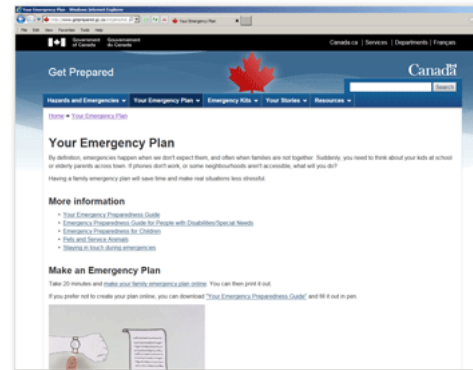 Your Emergency Plan - Windows Internet Explorer
Your Emergency Plan
File Edit View Favorites Tools Help
Government of Canada Gouvernement du Canada
Canada.ca | Services | Departments | Français
Get Prepared
Canada
Search
Hazards and Emergencies Your Emergency Plan Emergency Kits Your Stories Resources
Home Your Emergency Plan
Your Emergency Plan
By definition, emergencies happen when we don't expect them, and often when families are not together. Suddenly, you need to think about your kids at school
or elderly parents across town. If phones don't work, or some neighbourhoods aren't accessible, what will you do?
Having a family emergency plan will save time and make real situations less stressful.
More information
Your Emergency Preparedness Guide
Emergency Preparedness Guide for People with Disabilities/Special Needs
Emergency Preparedness for Children
Pets and Service Animals
Staying in touch during emergencies
Make an Emergency Plan
Take 20 minutes and make your family emergency plan online. You can then print it out.
If you prefer not to create your plan online, you can download "Your Emergency Preparedness Guide" and fill it out in pen.